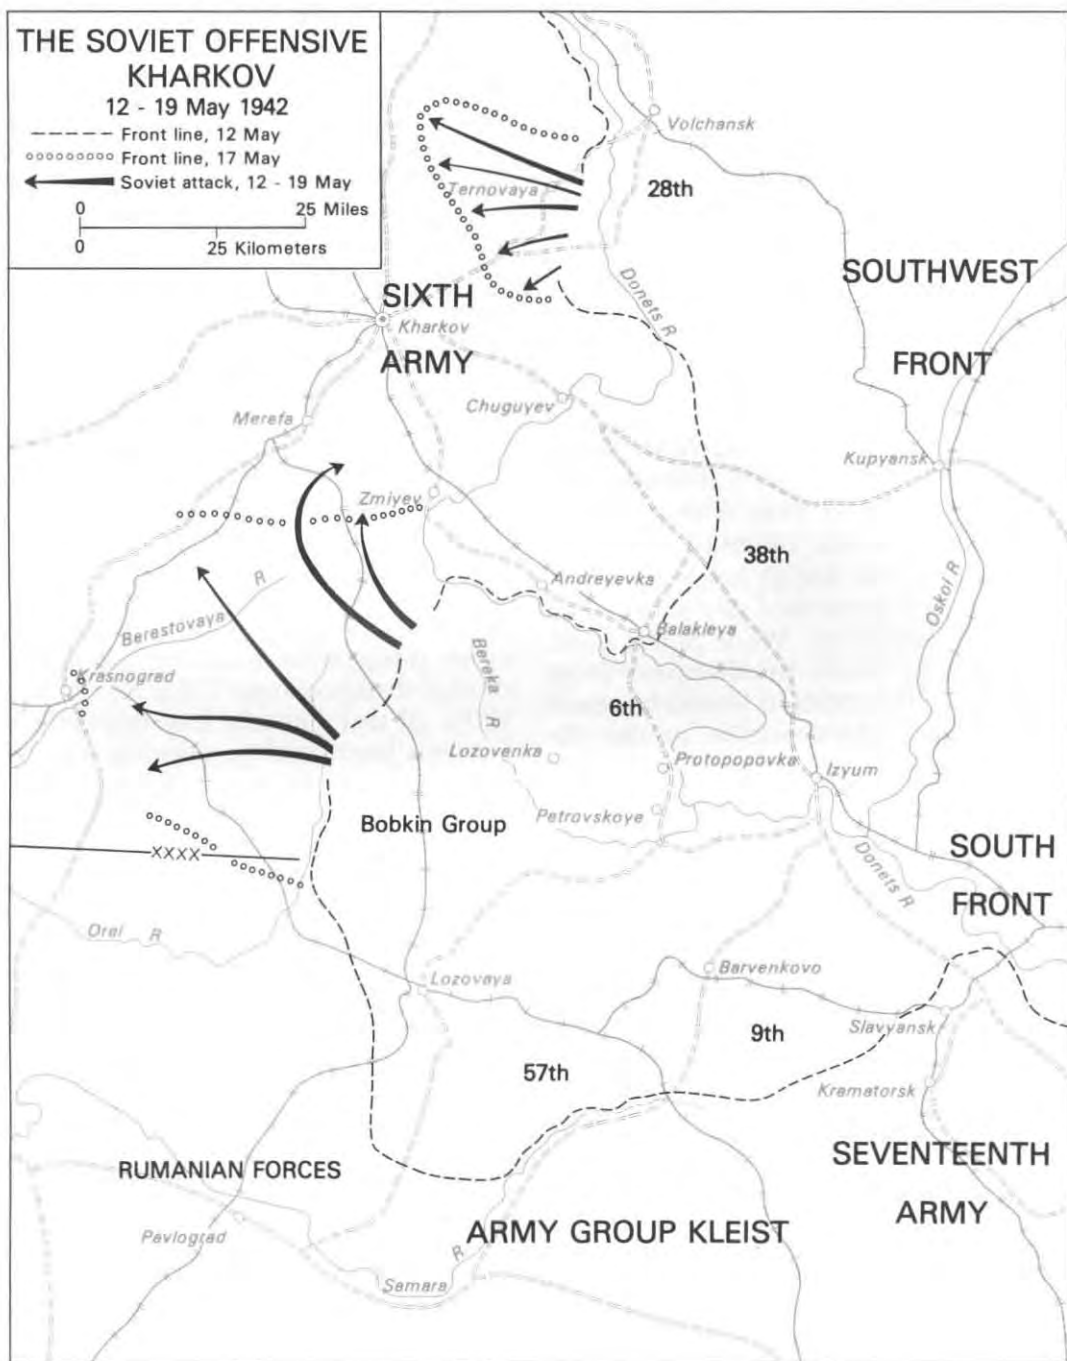 THE SOVIET OFFENSIVE
KHARKOV
12 - 19 May 1942
Front line, 12 May
Front line, 17 May
Soviet attack, 12 - 19 May
0 25 Miles
0 25 Kilometers
Volchansk
Ternovaya
28th
SOUTHWEST
FRONT
Donets R
SIXTH
ARMY
Kharkov
Chuguyev
Merefa
Kupyansk
Zmiyev
38th
Oskol R
Andreyevka
Berestovaya R
Balakleya
Bereka R
Krasnograd
6th
Lozovenka
Protopopovka
Izyum
Petrovskoye
Bobkin Group
XXXX
SOUTH
FRONT
Donets R
Orel R
Lozovaya
Barvenkovo
Slavyansk
9th
57th
Kramatorsk
RUMANIAN FORCES
SEVENTEENTH
ARMY
ARMY GROUP KLEIST
Pavlograd
Samara R